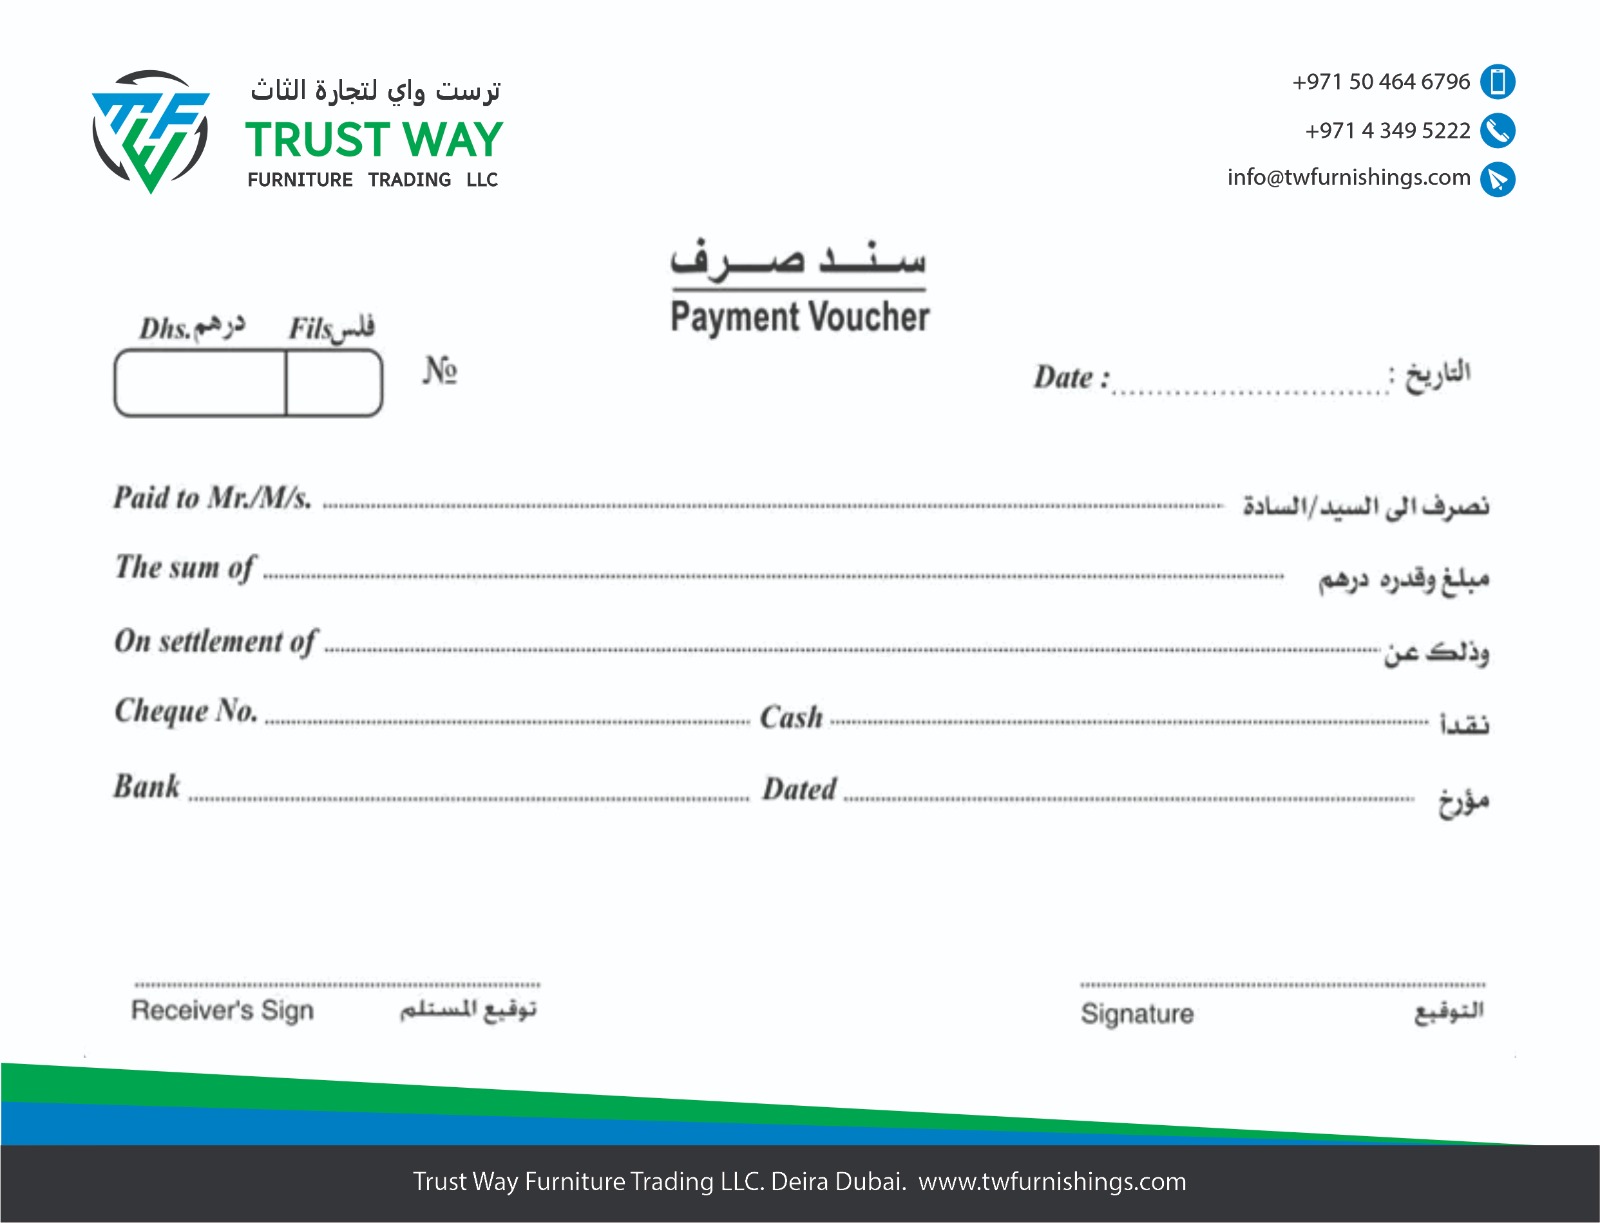 ترست واي لتجارة الثاث
TRUST WAY
FURNITURE TRADING LLC
+971 50 464 6796
+971 4 349 5222
info@twfurnishings.com
سند صرف
Payment Voucher
Dhs. درهم Fils فلس
№
Date : التاريخ :
Paid to Mr./M/s. نصرف الى السيد/السادة
The sum of مبلغ وقدره درهم
On settlement of وذلك عن
Cheque No. Cash نقدأ
Bank Dated مؤرخ
Receiver's Sign توقيع المستلم
Signature التوقيع
Trust Way Furniture Trading LLC. Deira Dubai. www.twfurnishings.com